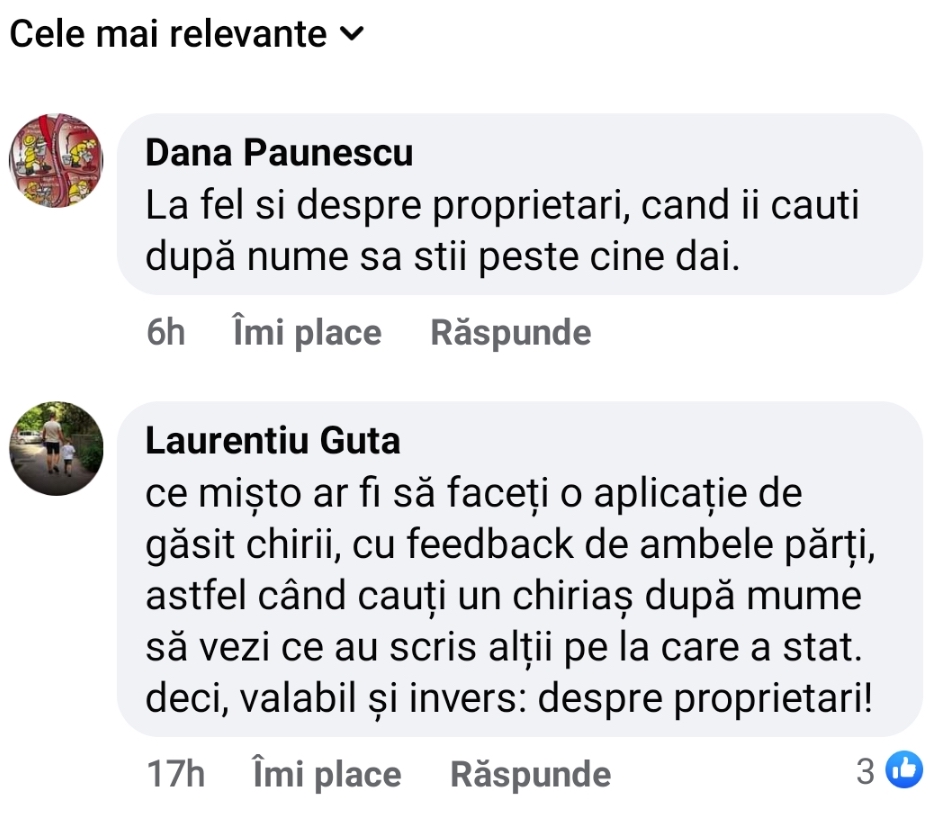 Cele mai relevante
Dana Paunescu
La fel si despre proprietari, cand ii cauti
după nume sa stii peste cine dai.
6h Îmi place Răspunde
Laurentiu Guta
ce mișto ar fi să faceți o aplicație de
găsit chirii, cu feedback de ambele părți,
astfel când cauți un chiriaș după mume
să vezi ce au scris alții pe la care a stat.
deci, valabil și invers: despre proprietari!
17h Îmi place Răspunde 3